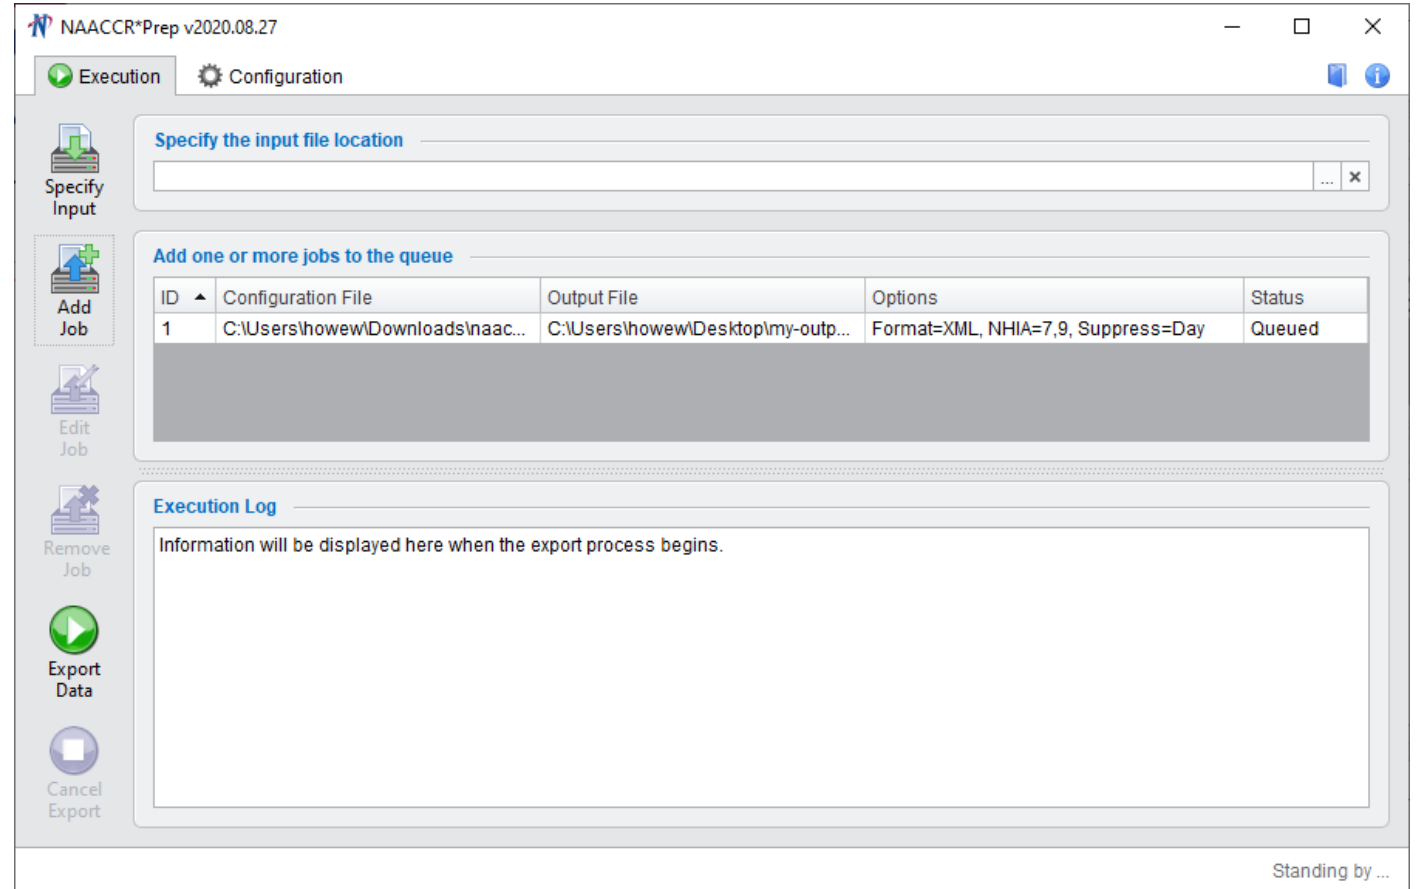 NAACCR*Prep v2020.08.27
Execution
Configuration
Specify the input file location
...
Specify
Input
Add one or more jobs to the queue
ID Configuration File Output File Options Status
1 C:\Users\howew\Downloads\naac... C:\Users\howew\Desktop\my-outp... Format=XML, NHIA=7,9, Suppress=Day Queued
Add
Job
Edit
Job
Remove
Job
Execution Log
Information will be displayed here when the export process begins.
Export
Data
Cancel
Export
Standing by ...